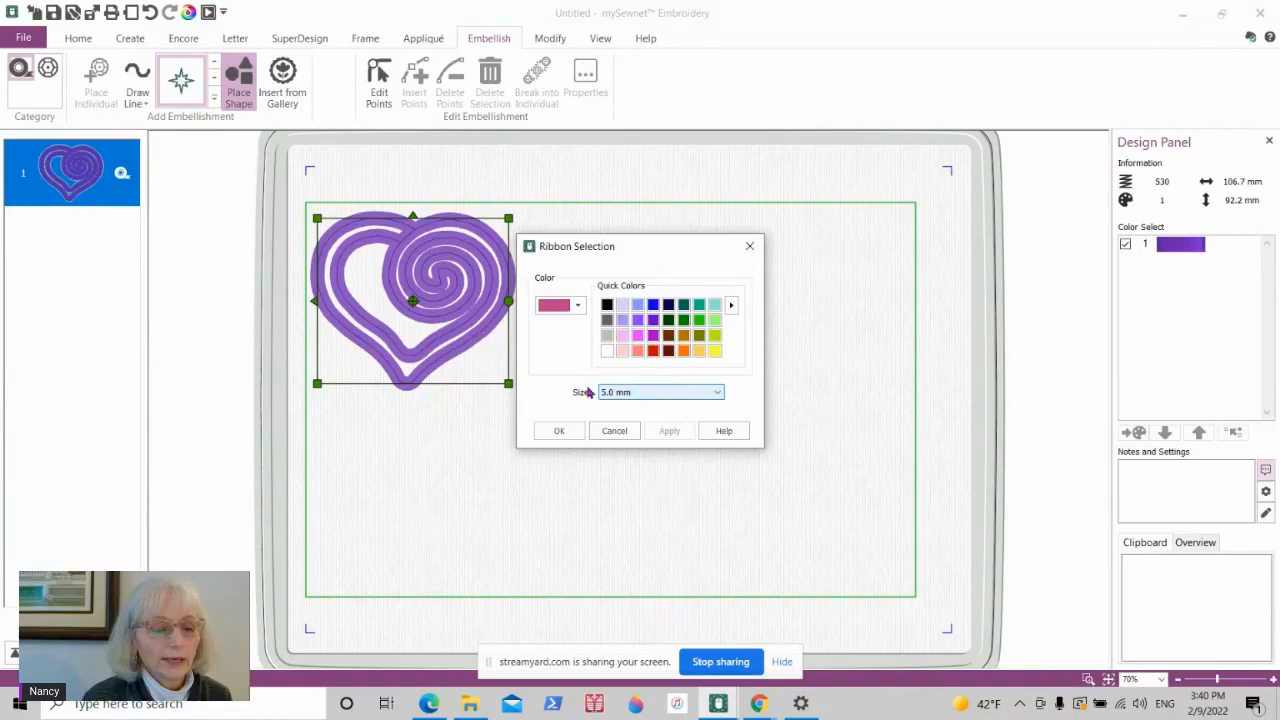 Untitled - mySewnet™ Embroidery
File Home Create Encore Letter SuperDesign Frame Appliqué Embellish Modify View Help
Place Individual
Draw Line
Place Shape
Insert from Gallery
Edit Points
Insert Points
Delete Points
Delete Selection
Break into Individual
Properties
Category
Add Embellishment
Edit Embellishment
1
Design Panel
Information
530 106.7 mm
1 92.2 mm
Color Select
1
Notes and Settings
Clipboard Overview
Ribbon Selection
Color
Quick Colors
Size 5.0 mm
OK Cancel Apply Help
streamyard.com is sharing your screen. Stop sharing Hide
Nancy
70%
Type here to search
42°F
ENG
3:40 PM
2/9/2022
1